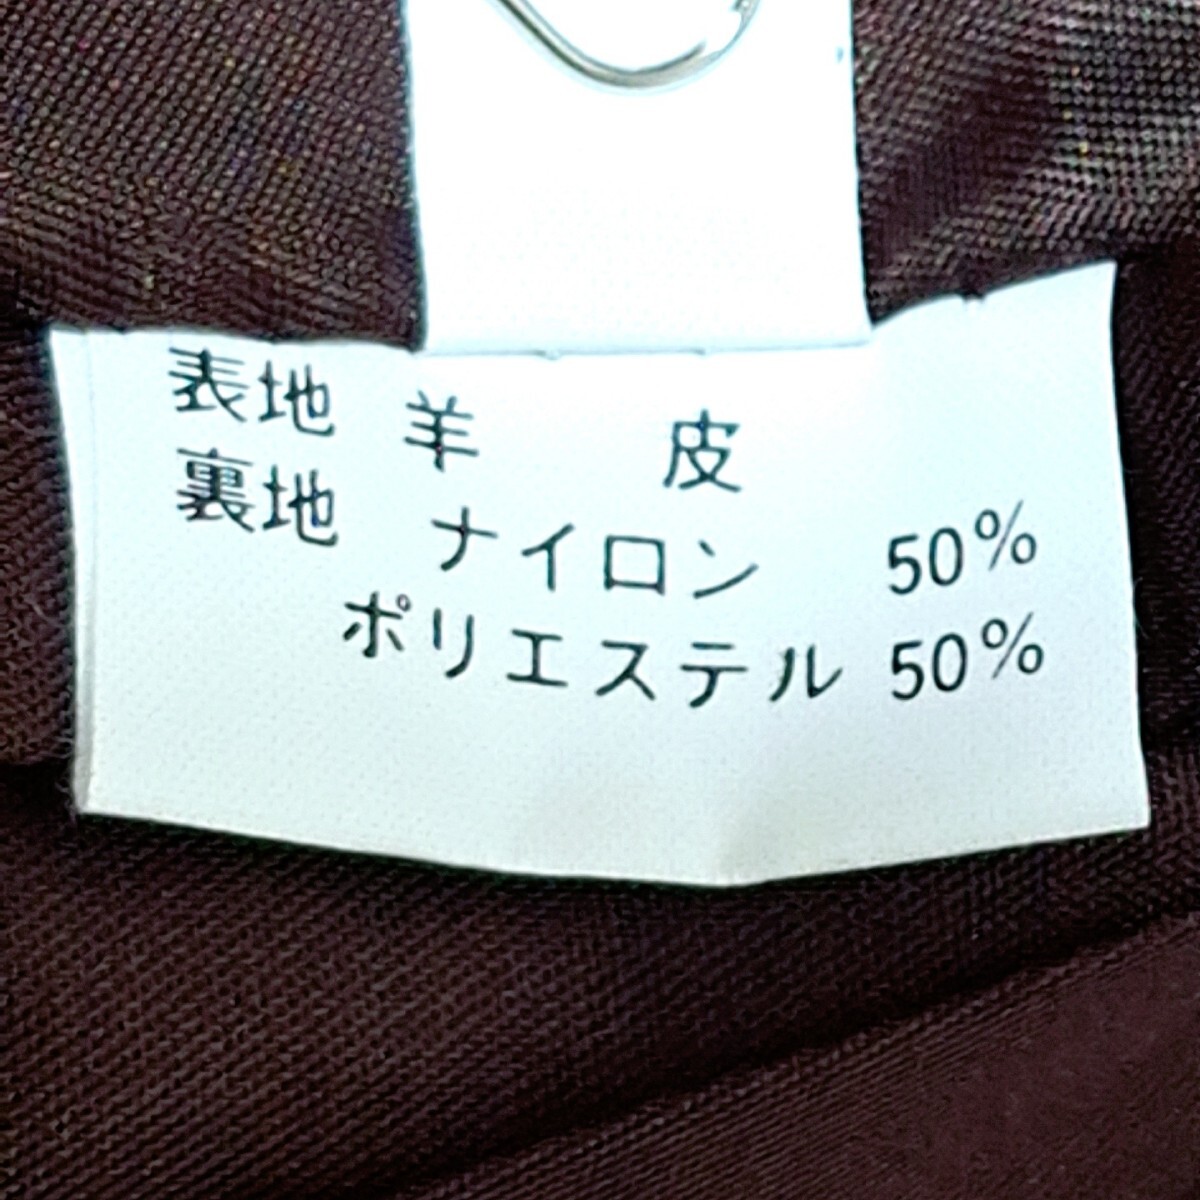 表地 羊 皮
裏地 ナイロン 50%
ポリエステル 50%